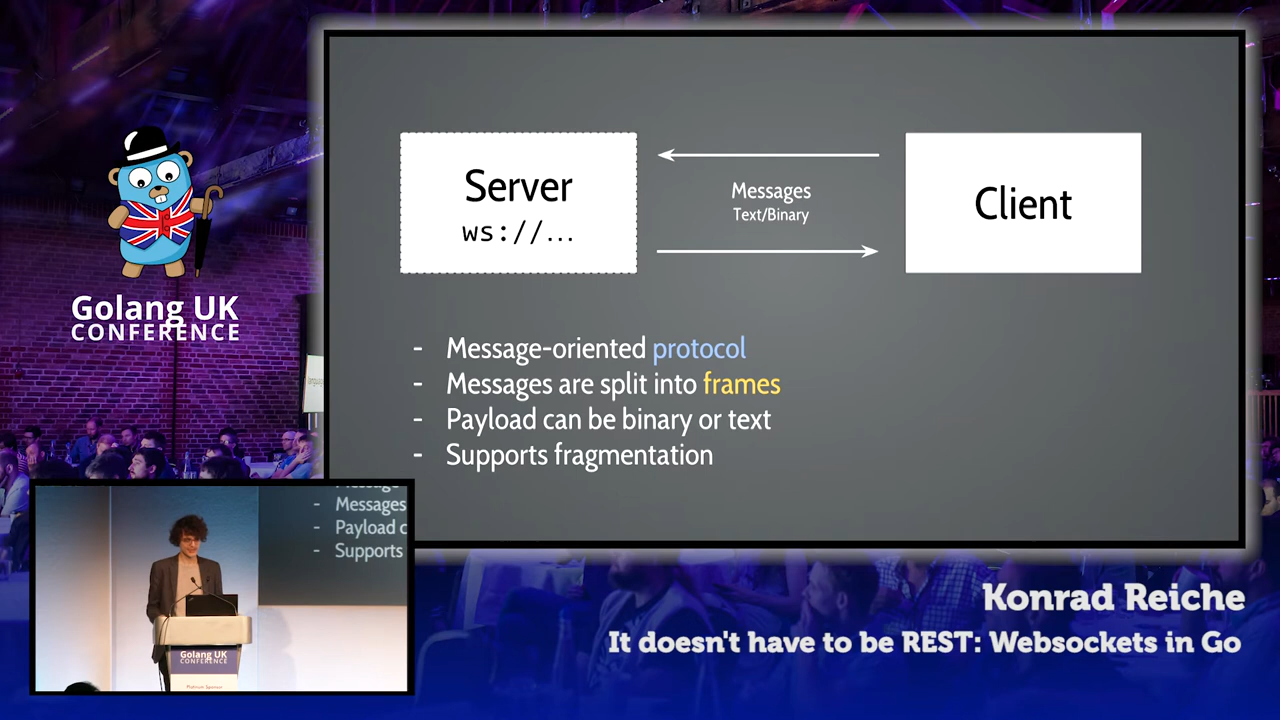 Golang UK
CONFERENCE
Server
ws://...
Messages
Text/Binary
Client
- Message-oriented protocol
- Messages are split into frames
- Payload can be binary or text
- Supports fragmentation
- Messages
- Payload c
- Supports
Golang UK
CONFERENCE
Platinum Sponsor
Konrad Reiche
It doesn't have to be REST: Websockets in Go